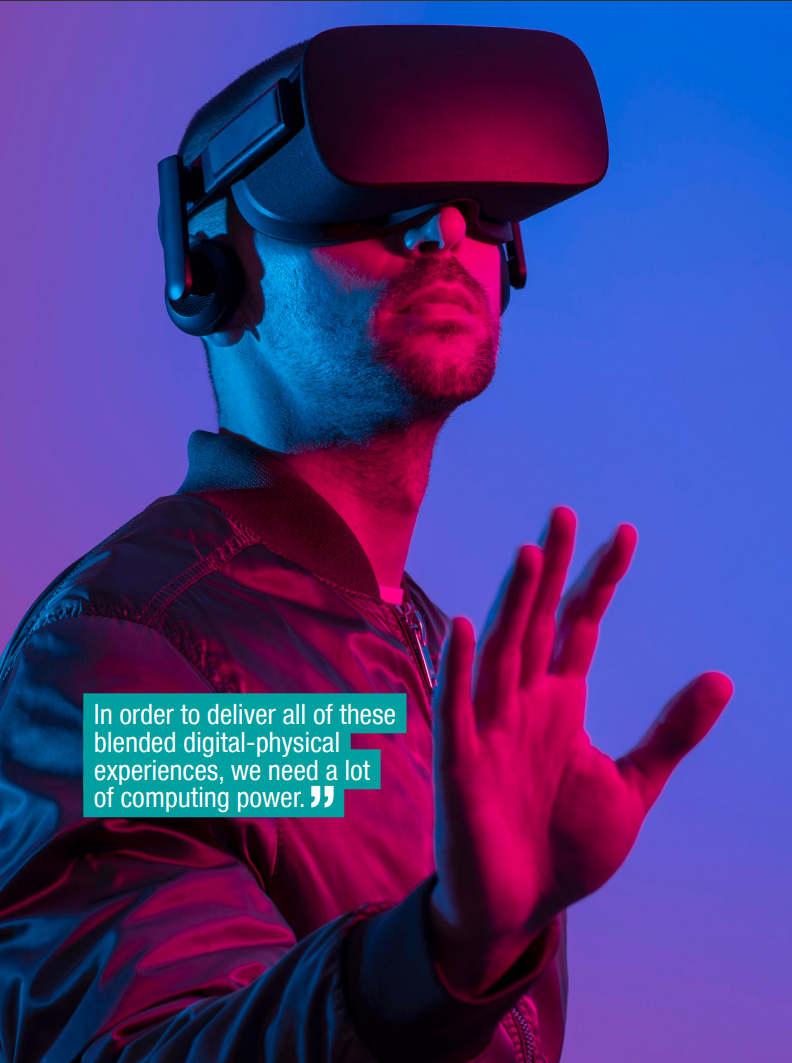 In order to deliver all of these
blended digital-physical
experiences, we need a lot
of computing power.”